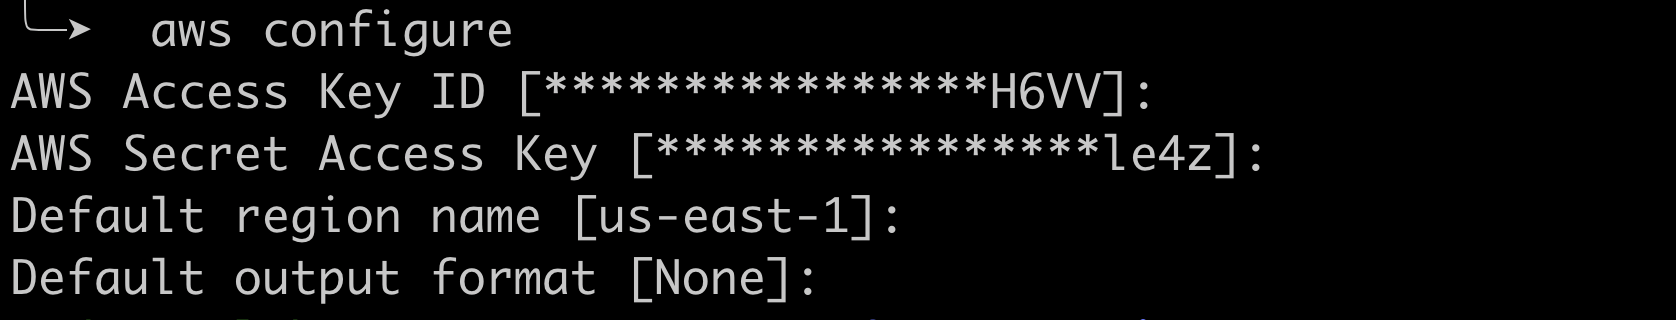 aws configure
AWS Access Key ID [****************H6VV]:
AWS Secret Access Key [****************le4z]:
Default region name [us-east-1]:
Default output format [None]: